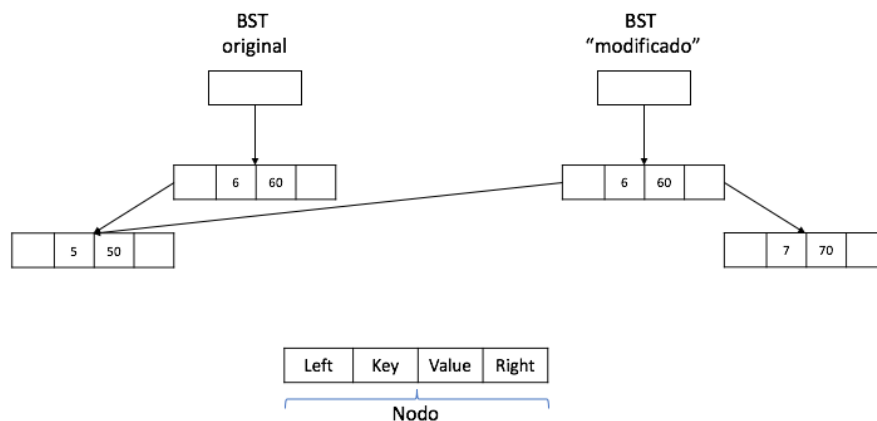 BST
original
BST
“modificado”
6 60
6 60
5 50
7 70
Left Key Value Right
Nodo